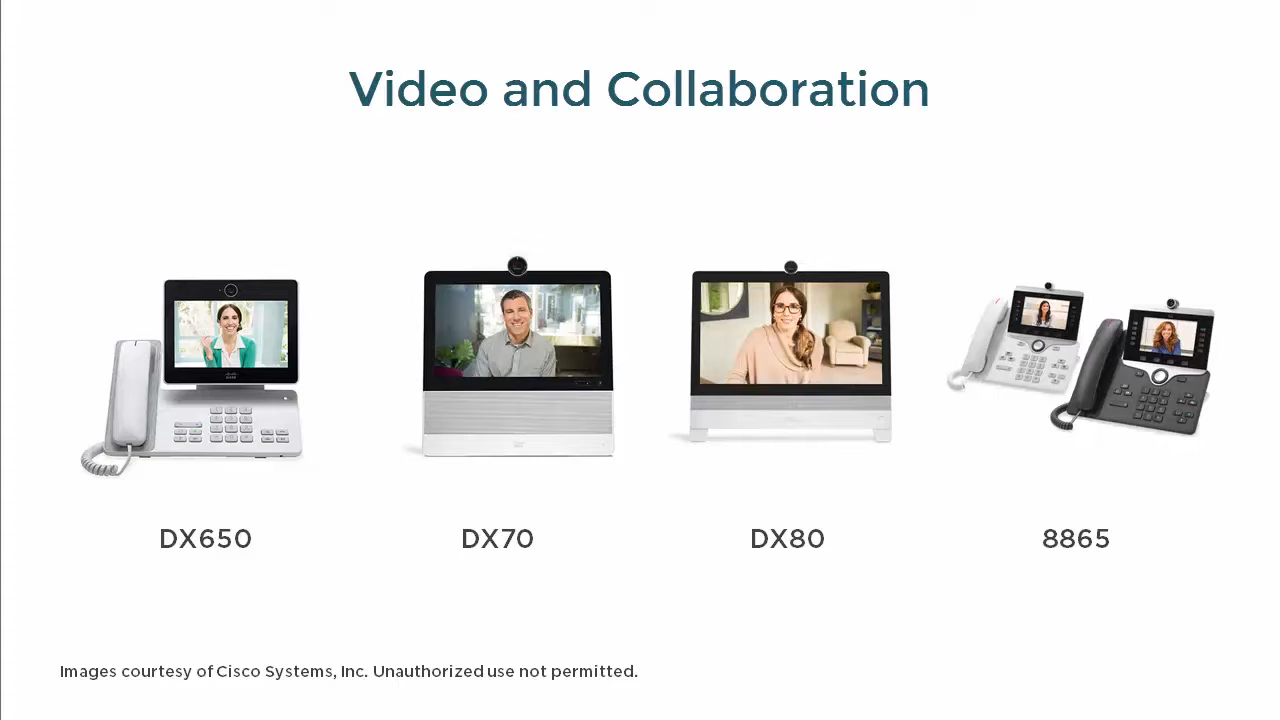 Video and Collaboration
DX650
DX70
DX80
8865
Images courtesy of Cisco Systems, Inc. Unauthorized use not permitted.